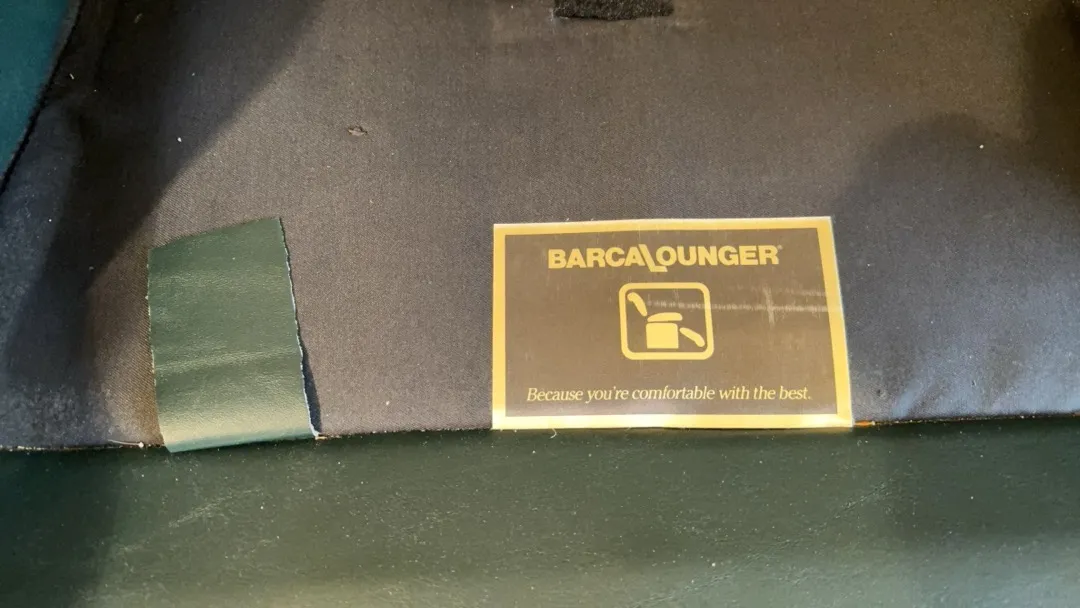 BARCALOUNGER®
Because you're comfortable with the best.